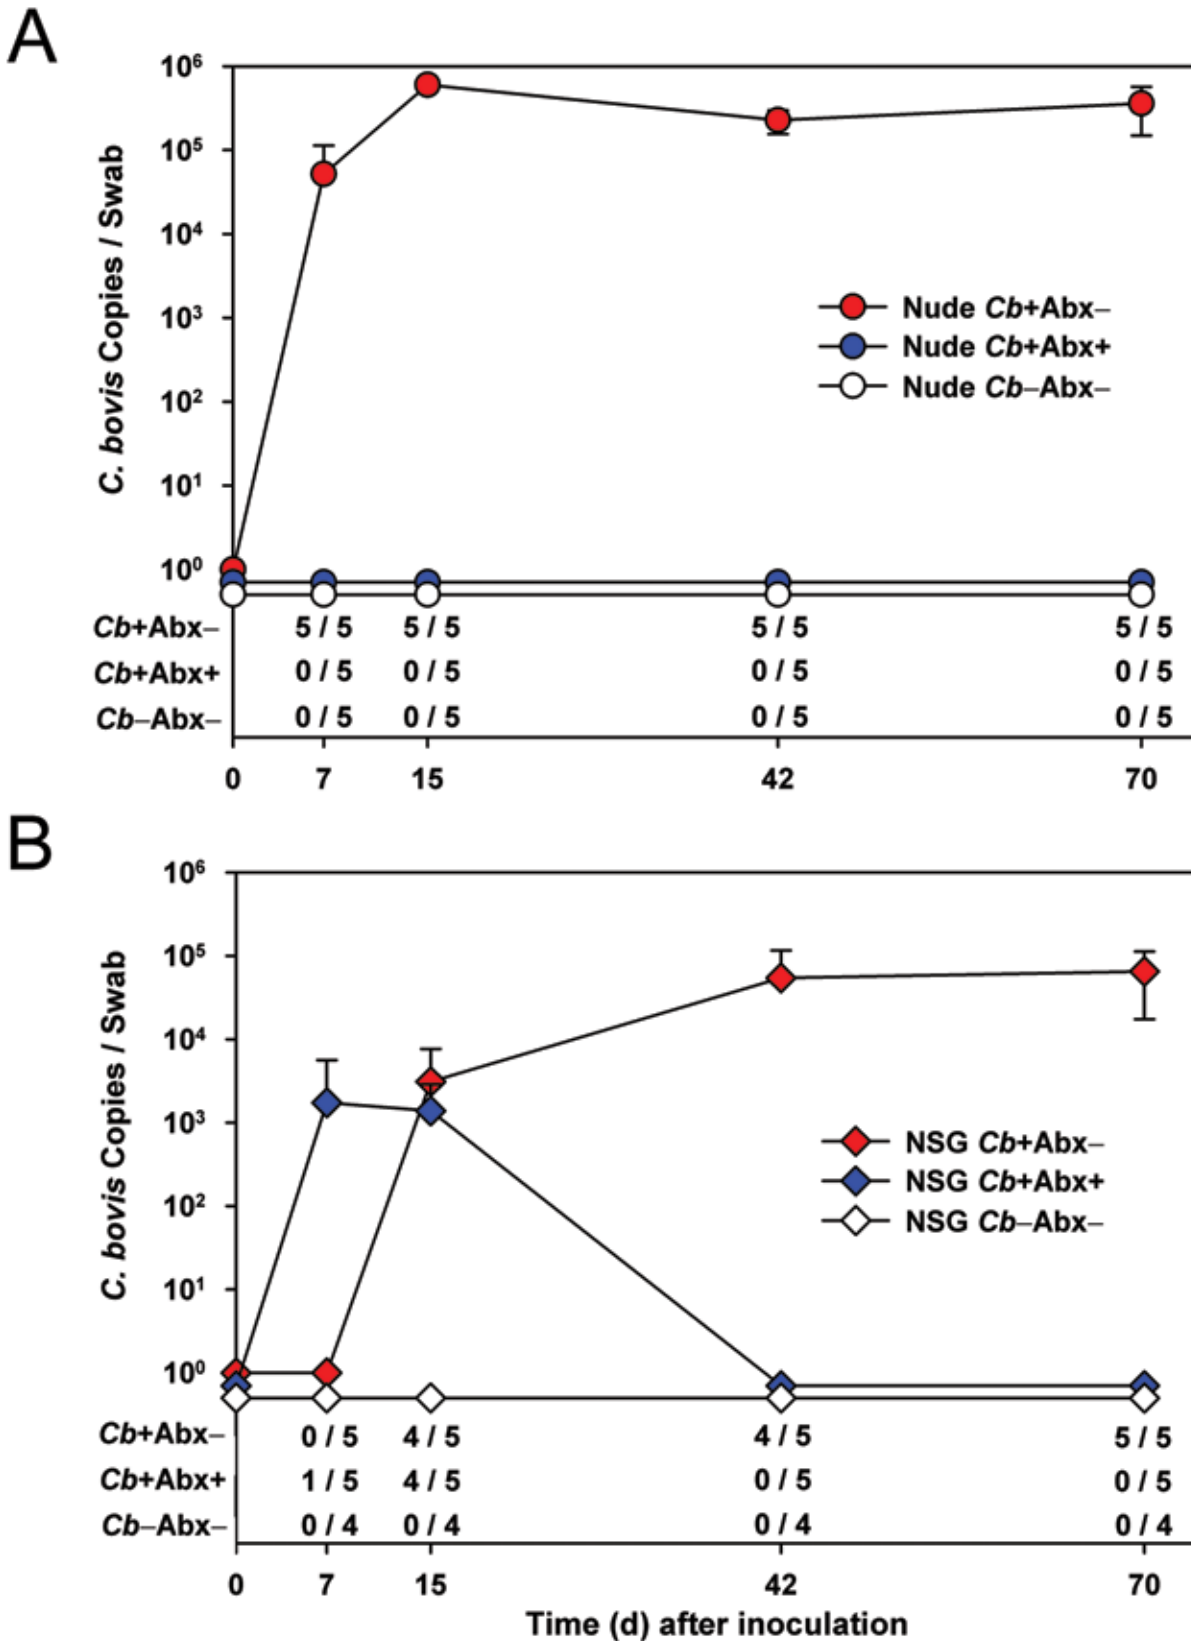 A
C. bovis Copies / Swab
10⁶
10⁵
10⁴
10³
10²
10¹
10⁰
Nude Cb+Abx–
Nude Cb+Abx+
Nude Cb–Abx–
Cb+Abx– 5 / 5 5 / 5 5 / 5 5 / 5
Cb+Abx+ 0 / 5 0 / 5 0 / 5 0 / 5
Cb–Abx– 0 / 5 0 / 5 0 / 5 0 / 5
0 7 15 42 70
B
C. bovis Copies / Swab
10⁶
10⁵
10⁴
10³
10²
10¹
10⁰
NSG Cb+Abx–
NSG Cb+Abx+
NSG Cb–Abx–
Cb+Abx– 0 / 5 4 / 5 4 / 5 5 / 5
Cb+Abx+ 1 / 5 4 / 5 0 / 5 0 / 5
Cb–Abx– 0 / 4 0 / 4 0 / 4 0 / 4
0 7 15 42 70
Time (d) after inoculation